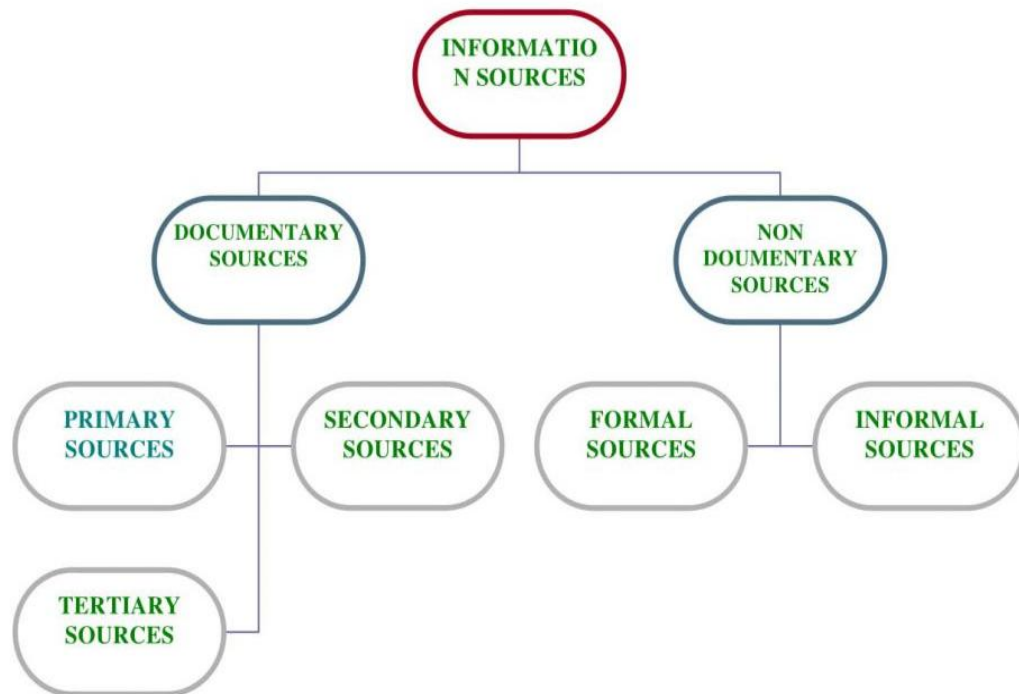 INFORMATIO
N SOURCES
DOCUMENTARY
SOURCES
NON
DOUMENTARY
SOURCES
PRIMARY
SOURCES
SECONDARY
SOURCES
FORMAL
SOURCES
INFORMAL
SOURCES
TERTIARY
SOURCES